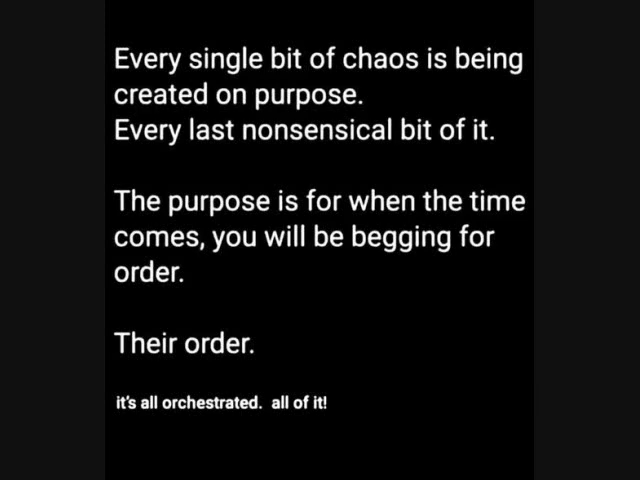 Every single bit of chaos is being
created on purpose.
Every last nonsensical bit of it.
The purpose is for when the time
comes, you will be begging for
order.
Their order.
it's all orchestrated.  all of it!